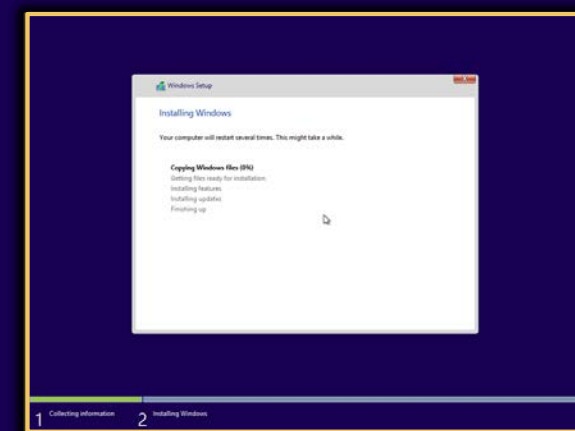 Windows Setup
Installing Windows
Your computer will restart several times. This might take a while.
Copying Windows files (0%)
Getting files ready for installation
Installing features
Installing updates
Finishing up
1 Collecting information 2 Installing Windows